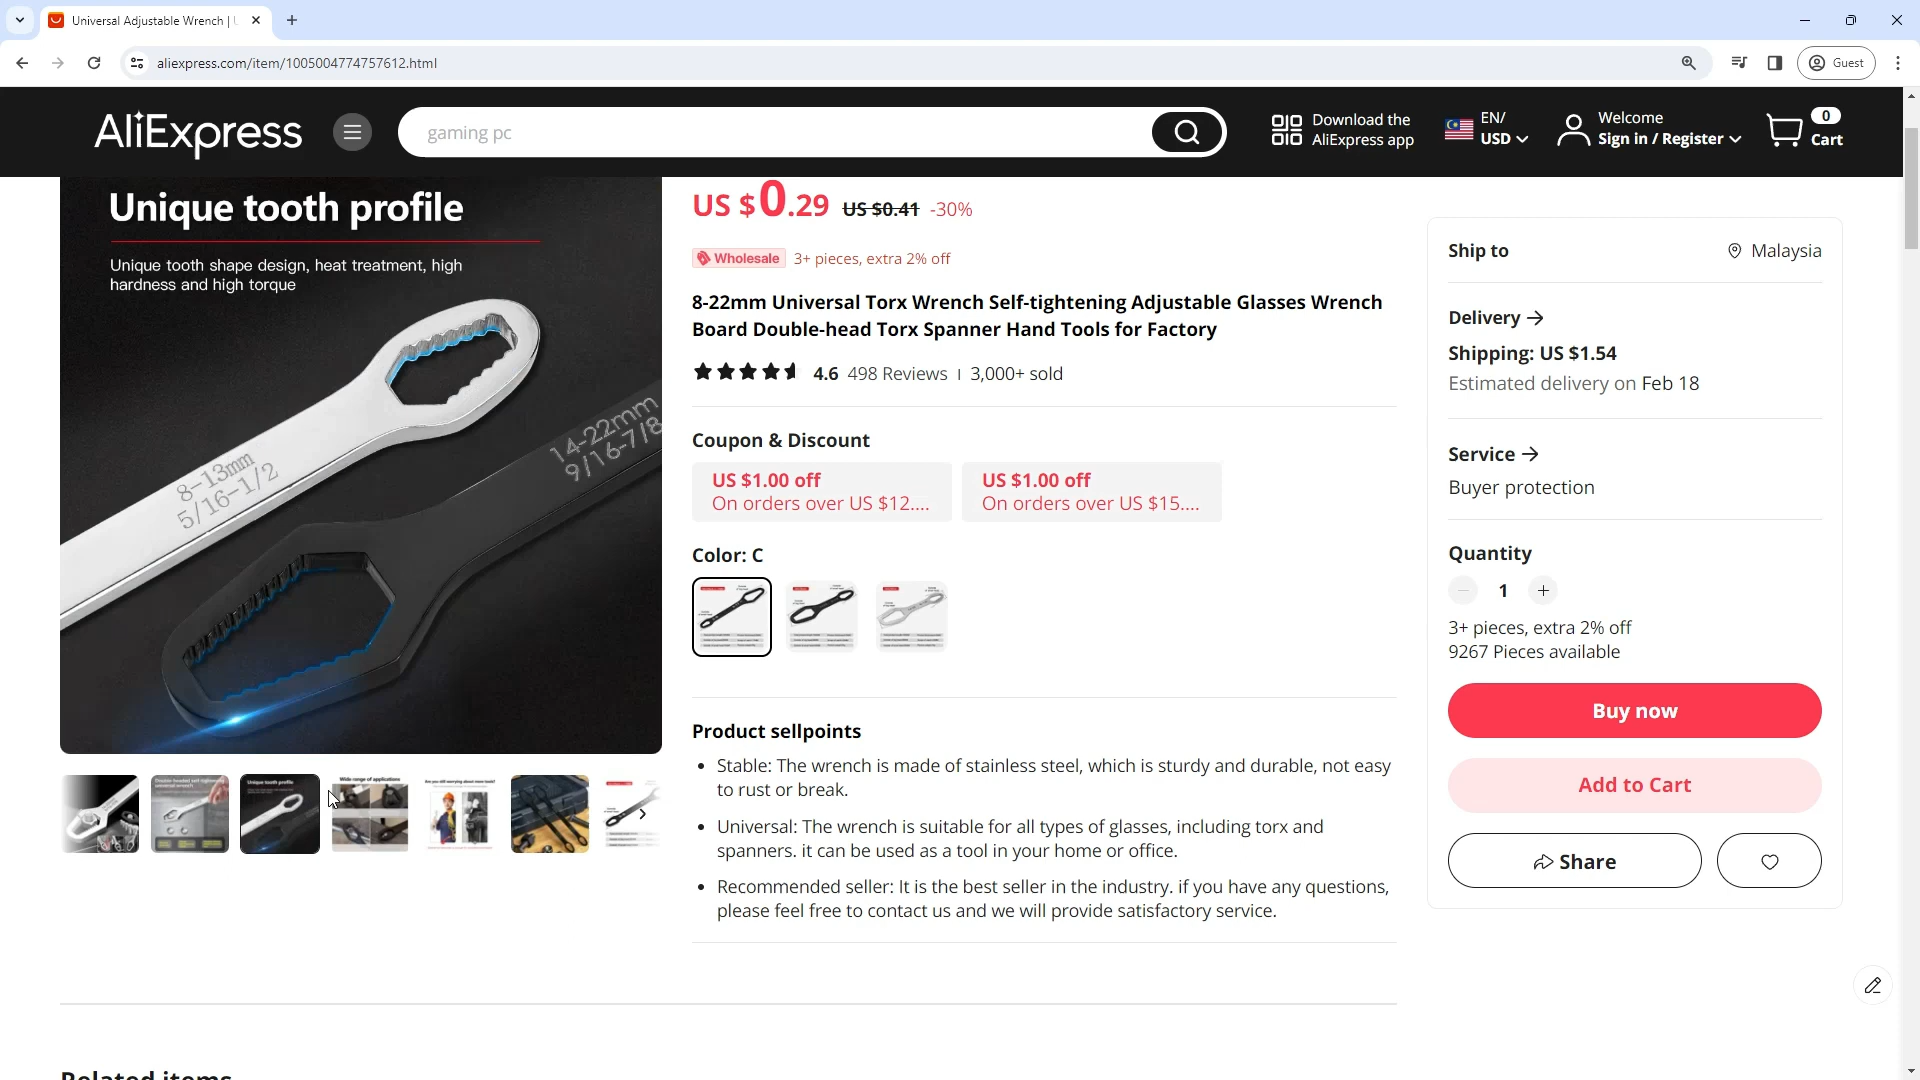 Universal Adjustable Wrench |
aliexpress.com/item/1005004774757612.html
Guest
AliExpress
gaming pc
Download the
AliExpress app
EN/
USD
Welcome
Sign in / Register
0
Cart
Unique tooth profile
Unique tooth shape design, heat treatment, high
hardness and high torque
8-13mm
5/16-1/2
14-22mm
9/16-7/8
Wide range of applications
US $0.29 US $0.41 -30%
Wholesale 3+ pieces, extra 2% off
8-22mm Universal Torx Wrench Self-tightening Adjustable Glasses Wrench
Board Double-head Torx Spanner Hand Tools for Factory
4.6 498 Reviews | 3,000+ sold
Coupon & Discount
US $1.00 off
On orders over US $12....
US $1.00 off
On orders over US $15....
Color: C
Product sellpoints
• Stable: The wrench is made of stainless steel, which is sturdy and durable, not easy
to rust or break.
• Universal: The wrench is suitable for all types of glasses, including torx and
spanners. it can be used as a tool in your home or office.
• Recommended seller: It is the best seller in the industry. if you have any questions,
please feel free to contact us and we will provide satisfactory service.
Ship to
Malaysia
Delivery
Shipping: US $1.54
Estimated delivery on Feb 18
Service
Buyer protection
Quantity
1
3+ pieces, extra 2% off
9267 Pieces available
Buy now
Add to Cart
Share
Related items